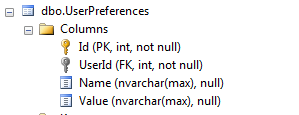 dbo.UserPreferences
Columns
Id (PK, int, not null)
UserId (FK, int, not null)
Name (nvarchar(max), null)
Value (nvarchar(max), null)